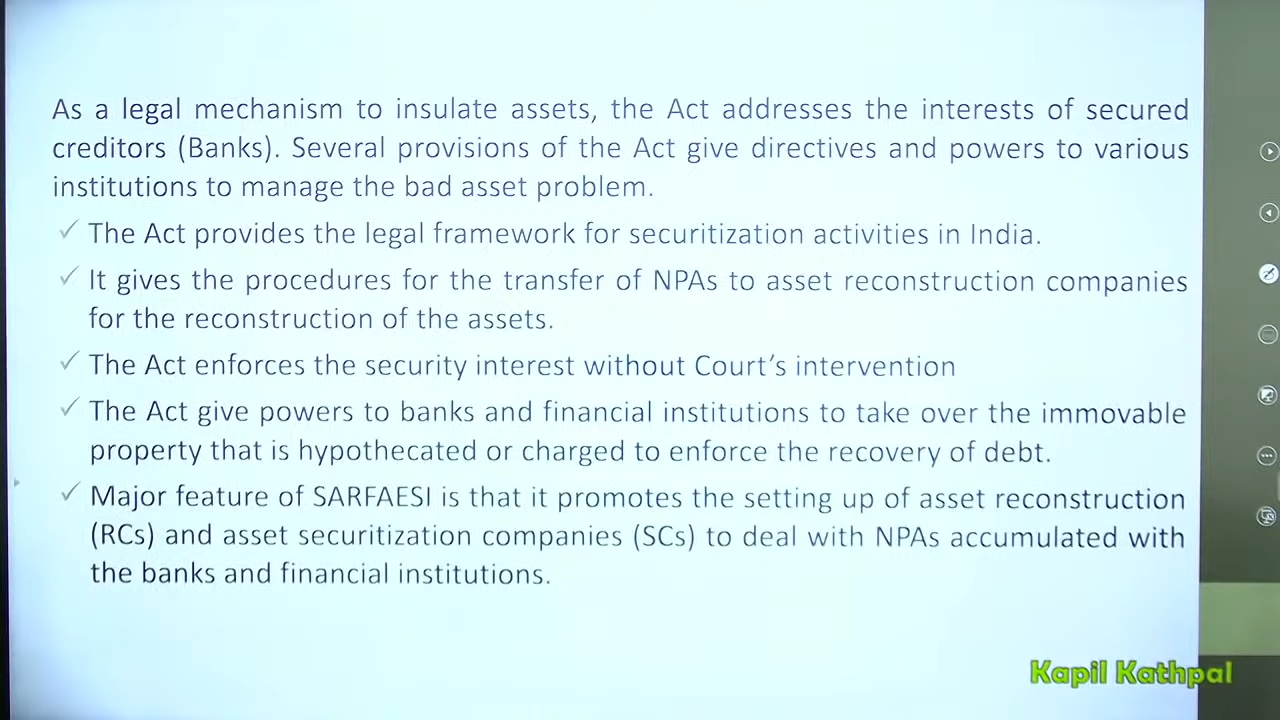 As a legal mechanism to insulate assets, the Act addresses the interests of secured
creditors (Banks). Several provisions of the Act give directives and powers to various
institutions to manage the bad asset problem.
✓ The Act provides the legal framework for securitization activities in India.
✓ It gives the procedures for the transfer of NPAs to asset reconstruction companies
for the reconstruction of the assets.
✓ The Act enforces the security interest without Court's intervention
✓ The Act give powers to banks and financial institutions to take over the immovable
property that is hypothecated or charged to enforce the recovery of debt.
✓ Major feature of SARFAESI is that it promotes the setting up of asset reconstruction
(RCs) and asset securitization companies (SCs) to deal with NPAs accumulated with
the banks and financial institutions.
Kapil Kathpal